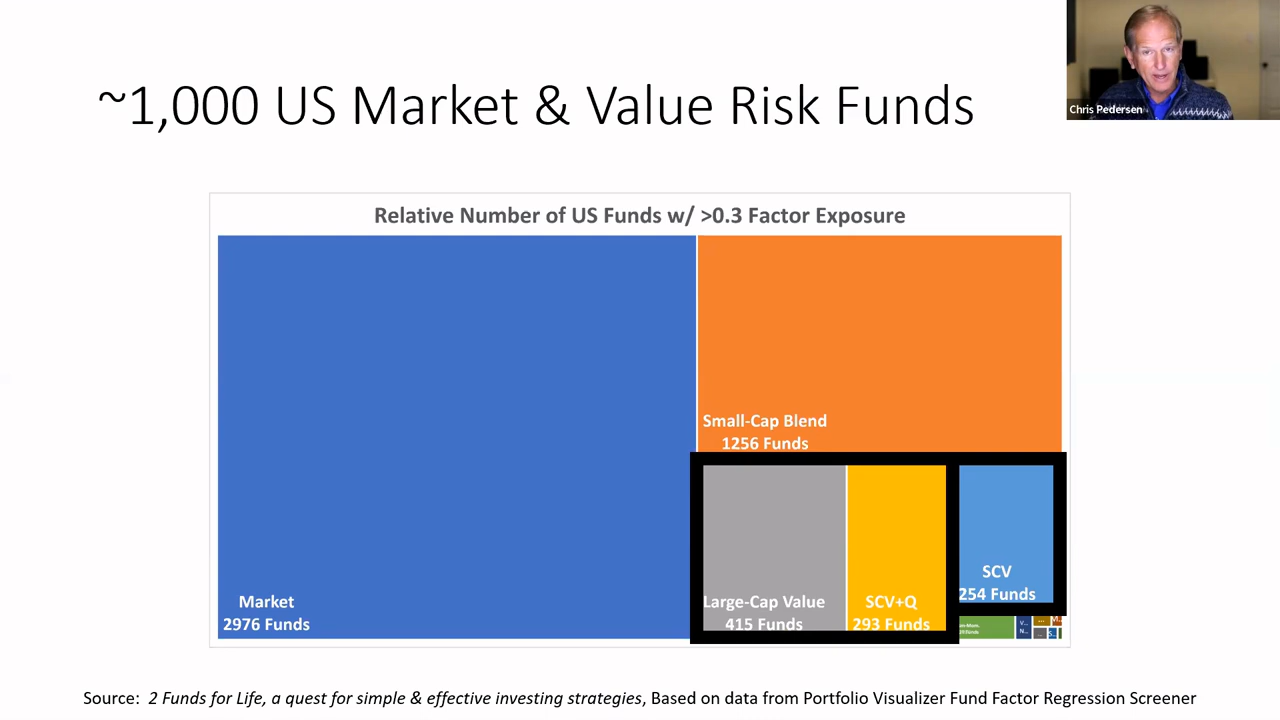 ~1,000 US Market & Value Risk Funds
Chris Pedersen
Relative Number of US Funds w/ >0.3 Factor Exposure
Small-Cap Blend
1256 Funds
Market
2976 Funds
Large-Cap Value
415 Funds
SCV+Q
293 Funds
SCV
254 Funds
V...
N...
...
M...
...
S...
Source: 2 Funds for Life, a quest for simple & effective investing strategies, Based on data from Portfolio Visualizer Fund Factor Regression Screener